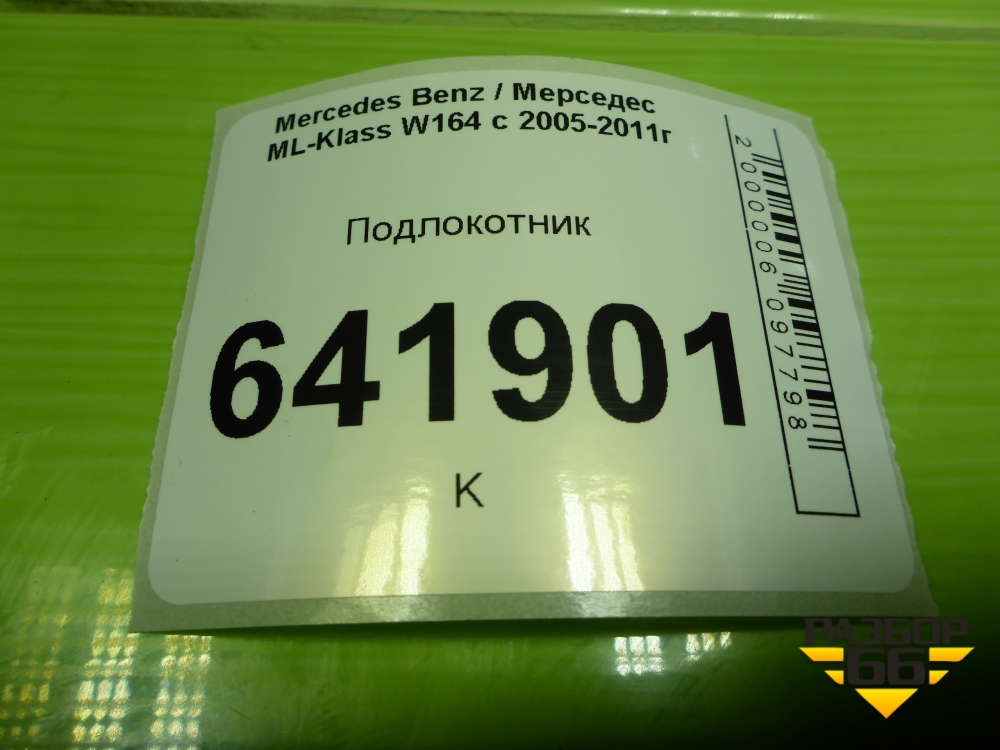 Mercedes Benz / Мерседес
ML-Klass W164 с 2005-2011г
Подлокотник
641901
К
2000006097798
РАЗБОР
66